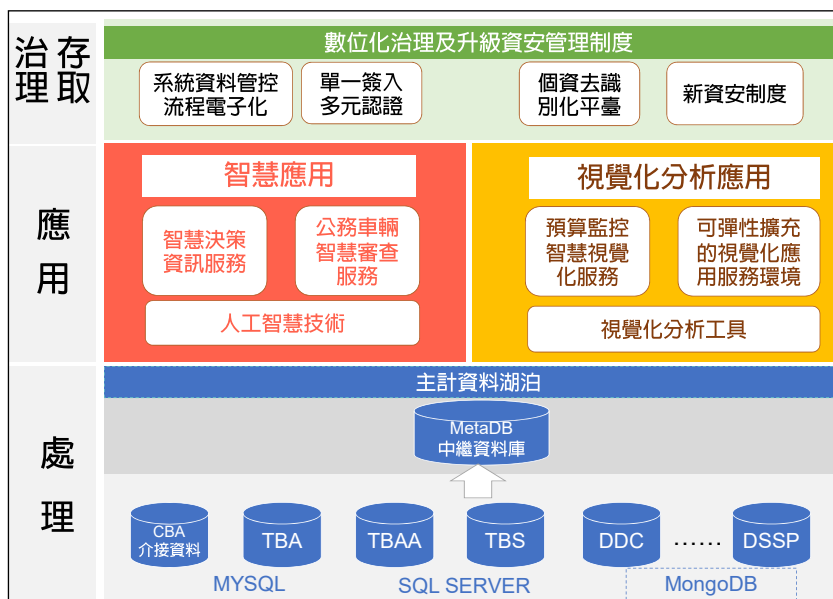 治理存取
數位化治理及升級資安管理制度
系統資料管控
流程電子化
單一簽入
多元認證
個資去識
別化平臺
新資安制度
應用
智慧應用
視覺化分析應用
智慧決策
資訊服務
公務車輛
智慧審查
服務
預算監控
智慧視覺
化服務
可彈性擴充
的視覺化應
用服務環境
人工智慧技術
視覺化分析工具
處理
主計資料湖泊
MetaDB
中繼資料庫
CBA
介接資料
TBA
TBAA
TBS
DDC
……
DSSP
MYSQL
SQL SERVER
MongoDB